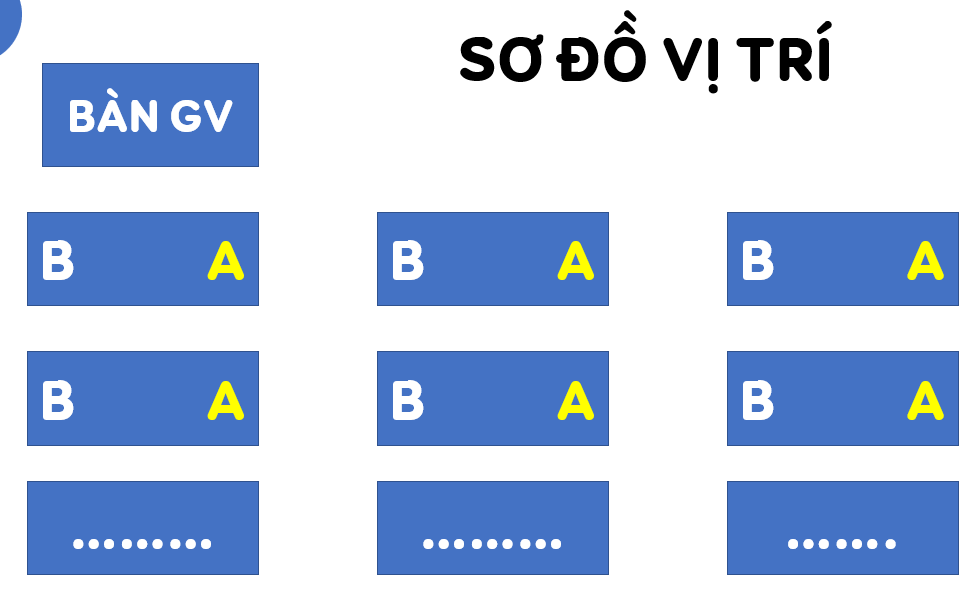 SƠ ĐỒ VỊ TRÍ
BÀN GV
B A B A B A
B A B A B A
......... ......... .......